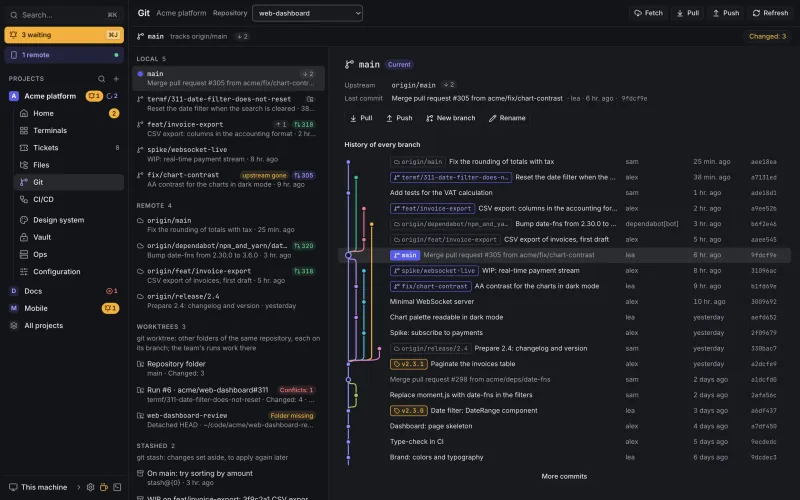 Search... ⌘K
3 waiting ⌘J
1 remote
PROJECTS
Acme platform 1 2
Home 2
Terminals
Tickets 8
Files
Git
CI/CD
Design system
Vault
Ops
Configuration
Docs 1
Mobile 1
All projects
This machine
Git Acme platform Repository web-dashboard Fetch Pull Push Refresh
main tracks origin/main ↓ 2 Changed: 3
LOCAL 5
main ↓ 2
Merge pull request #305 from acme/fix/chart-contr...
termf/311-date-filter-does-not-reset
Reset the date filter when the search is cleared · 38...
feat/invoice-export ↑ 1 318
CSV export: columns in the accounting format · 2 hr...
spike/websocket-live
WIP: real-time payment stream · 8 hr. ago
fix/chart-contrast upstream gone 305
AA contrast for the charts in dark mode · 9 hr. ago
REMOTE 4
origin/main
Fix the rounding of totals with tax · 25 min. ago
origin/dependabot/npm_and_yarn/dat... 320
Bump date-fns from 2.30.0 to 3.6.0 · 3 hr. ago
origin/feat/invoice-export 318
CSV export of invoices, first draft · 5 hr. ago
origin/release/2.4
Prepare 2.4: changelog and version · yesterday
WORKTREES 3
git worktree: other folders of the same repository, each on its branch; the team's runs work there
Repository folder
main · Changed: 3
Run #6 · acme/web-dashboard#311 Conflicts: 1
termf/311-date-filter-does-not-reset · Changed: 4 · ...
web-dashboard-review Folder missing
Detached HEAD · ~/code/acme/web-dashboard-re...
STASHED 2
git stash: changes set aside, to apply again later
On main: try sorting by amount
stash@{0} · 3 hr. ago
main Current
Upstream origin/main ↓ 2
Last commit Merge pull request #305 from acme/fix/chart-contrast · lea · 6 hr. ago · 9fdcf9e
Pull Push New branch Rename
History of every branch
origin/main Fix the rounding of totals with tax sam 25 min. ago aee18ea
termf/311-date-filter-does-n... Reset the date filter when the ... alex 38 min. ago a7131ed
Add tests for the VAT calculation sam 1 hr. ago ade18d1
feat/invoice-export CSV export: columns in the accounting for... alex 2 hr. ago a9ee52b
origin/dependabot/npm_and_ya... Bump date-fns from 2.30.0 to ... dependabot[bot] 3 hr. ago b6f2e46
origin/feat/invoice-export CSV export of invoices, first draft alex 5 hr. ago aaee545
main Merge pull request #305 from acme/fix/chart-contrast lea 6 hr. ago 9fdcf9e
spike/websocket-live WIP: real-time payment stream alex 8 hr. ago
fix/chart-contrast AA contrast for the charts in dark mode lea 9 hr. ago b1fd69e
Minimal WebSocket server alex 10 hr. ago 3009692
Chart palette readable in dark mode lea yesterday aefd652
Spike: subscribe to payments alex yesterday 2f09679
origin/release/2.4 Prepare 2.4: changelog and version sam yesterday 330bac7
v2.3.1 Paginate the invoices table alex yesterday a2dcfe9
Merge pull request #298 from acme/deps/date-fns sam 2 days ago a1dcfd0
Replace moment.js with date-fns in the filters sam 2 days ago 2afa56c
v2.3.0 Date filter: DateRange component lea 3 days ago a6df437
Dashboard: page skeleton alex 4 days ago a7df450
Type-check in CI alex 5 days ago 9ecdedc
Brand: colors and typography lea 6 days ago
More commits